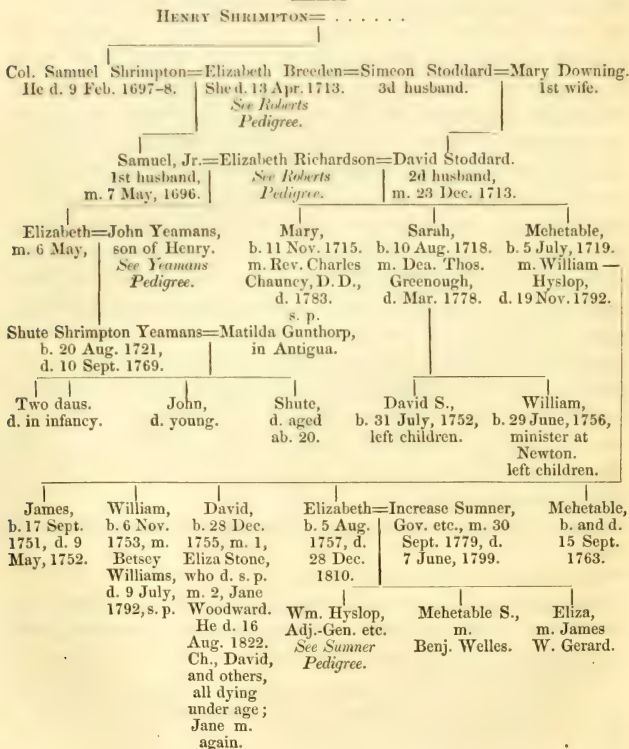 HENRY SHRIMPTON= . . . . . .
Col. Samuel Shrimpton=Elizabeth Breeden=Simeon Stoddard=Mary Downing.
He d. 9 Feb. 1697-8. She d. 13 Apr. 1713. 3d husband. 1st wife.
See Roberts
Pedigree.
Samuel, Jr.=Elizabeth Richardson=David Stoddard.
1st husband, See Roberts 2d husband,
m. 7 May, 1696. Pedigree. m. 23 Dec. 1713.
Elizabeth=John Yeamans, Mary, Sarah, Mehetable,
m. 6 May, son of Henry. b. 11 Nov. 1715. b. 10 Aug. 1718. b. 5 July, 1719.
See Yeamans m. Rev. Charles m. Dea. Thos. m. William —
Pedigree. Chauncy, D. D., Greenough, Hyslop,
d. 1783. d. Mar. 1778. d. 19 Nov. 1792.
s. p.
Shute Shrimpton Yeamans=Matilda Gunthorp,
b. 20 Aug. 1721, in Antigua.
d. 10 Sept. 1769.
Two daus. John, Shute, David S., William,
d. in infancy. d. young. d. aged b. 31 July, 1752, b. 29 June, 1756,
ab. 20. left children. minister at
Newton.
left children.
James, William, David, Elizabeth=Increase Sumner, Mehetable,
b. 17 Sept. b. 6 Nov. b. 28 Dec. b. 5 Aug. Gov. etc., m. 30 b. and d.
1751, d. 9 1753, m. 1755, m. 1, 1757, d. Sept. 1779, d. 15 Sept.
May, 1752. Betsey Eliza Stone, 28 Dec. 7 June, 1799. 1763.
Williams, who d. s. p. 1810.
d. 9 July, m. 2, Jane Wm. Hyslop, Mehetable S., Eliza,
1792, s. p. Woodward. Adj.-Gen. etc. m. m. James
He d. 16 See Sumner Benj. Welles. W. Gerard.
Aug. 1822. Pedigree.
Ch., David,
and others,
all dying
under age;
Jane m.
again.